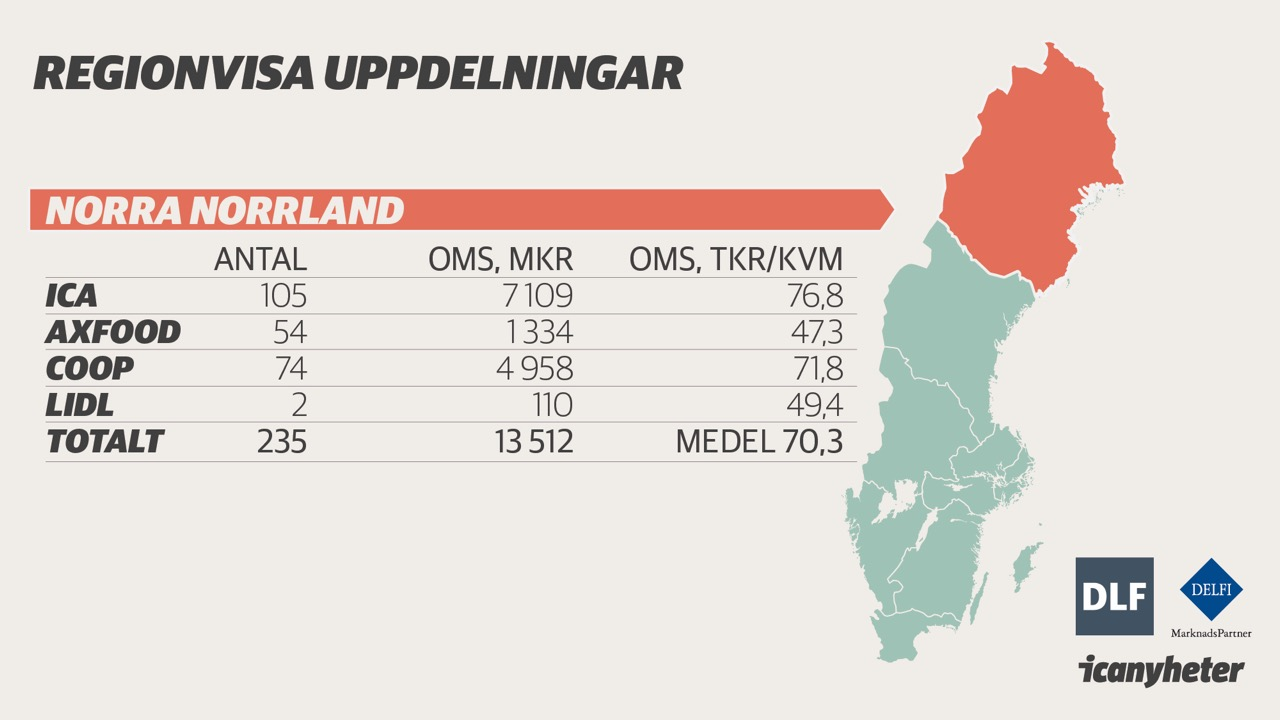 REGIONVISA UPPDELNINGAR
NORRA NORRLAND
ANTAL OMS, MKR OMS, TKR/KVM
ICA 105 7 109 76,8
AXFOOD 54 1 334 47,3
COOP 74 4 958 71,8
LIDL 2 110 49,4
TOTALT 235 13 512 MEDEL 70,3
DLF
DELFI
MarknadsPartner
icanyheter